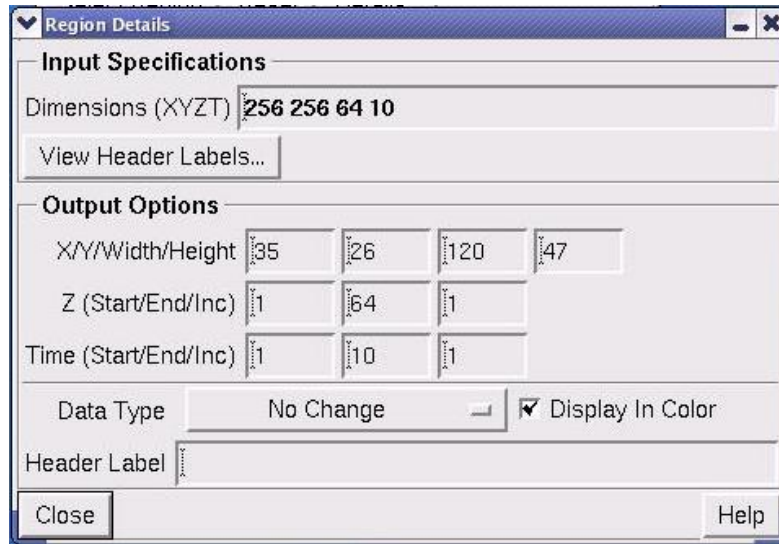 Region Details
Input Specifications
Dimensions (XYZT) 256 256 64 10
View Header Labels...
Output Options
X/Y/Width/Height 35 26 120 47
Z (Start/End/Inc) 1 64 1
Time (Start/End/Inc) 1 10 1
Data Type No Change Display In Color
Header Label
Close Help